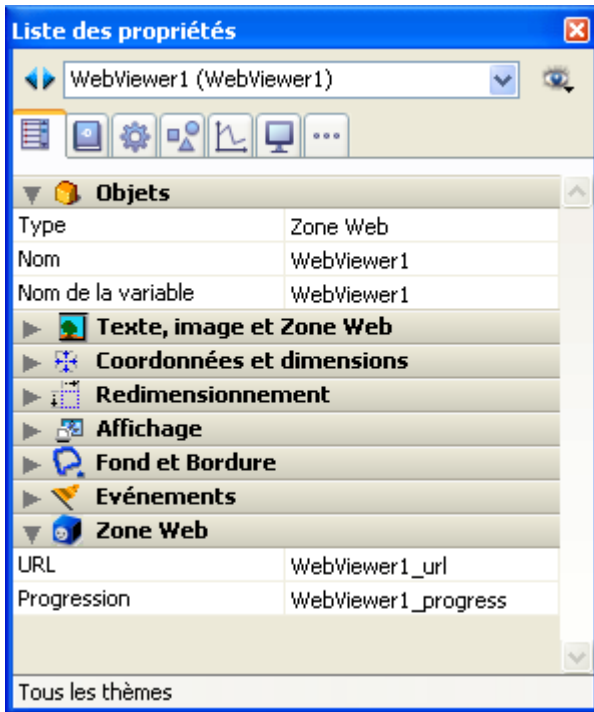 Liste des propriétés
WebViewer1 (WebViewer1)
Objets
Type Zone Web
Nom WebViewer1
Nom de la variable WebViewer1
Texte, image et Zone Web
Coordonnées et dimensions
Redimensionnement
Affichage
Fond et Bordure
Evénements
Zone Web
URL WebViewer1_url
Progression WebViewer1_progress
Tous les thèmes